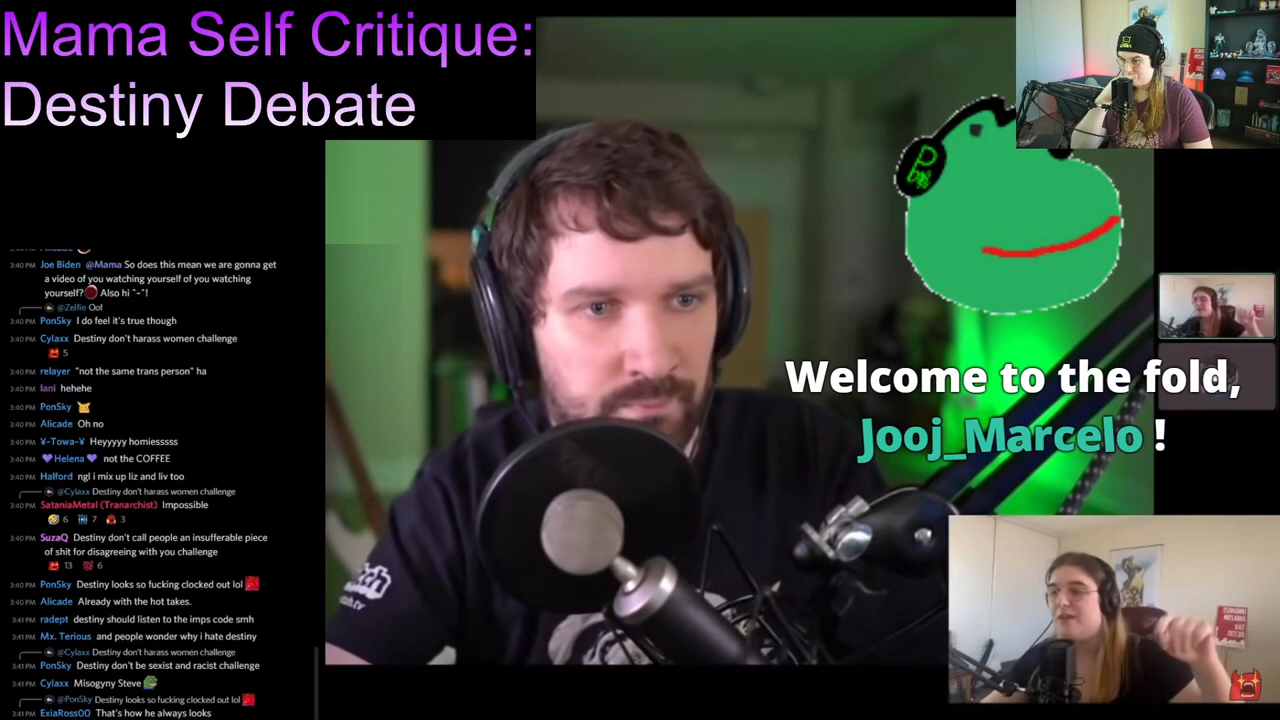 Mama Self Critique:
Destiny Debate
3:40 PM Joe Biden @Mama So does this mean we are gonna get
a video of you watching yourself of you watching
yourself? Also hi ^-^!
@Zelfie Oof
3:40 PM PonSky I do feel it's true though
3:40 PM Cylaxx Destiny don't harass women challenge
5
3:40 PM relayer "not the same trans person" ha
3:40 PM Iani hehehe
3:40 PM PonSky
3:40 PM Alicade Oh no
3:40 PM ¥-Towa-¥ Heyyyyy homiesssss
3:40 PM Helena not the COFFEE
3:40 PM Halford ngl i mix up liz and liv too
@Cylaxx Destiny don't harass women challenge
3:40 PM SataniaMetal (Tranarchist) Impossible
6 7 3
3:40 PM SuzaQ Destiny don't call people an insufferable piece
of shit for disagreeing with you challenge
13 6
3:40 PM PonSky Destiny looks so fucking clocked out lol
3:40 PM Alicade Already with the hot takes.
3:41 PM radept destiny should listen to the imps code smh
3:41 PM Mx. Terious and people wonder why i hate destiny
@Cylaxx Destiny don't harass women challenge
3:41 PM PonSky Destiny don't be sexist and racist challenge
3:41 PM Cylaxx Misogyny Steve
@PonSky Destiny looks so fucking clocked out lol
3:41 PM ExiaRoss00 That's how he always looks
Welcome to the fold,
Jooj_Marcelo !